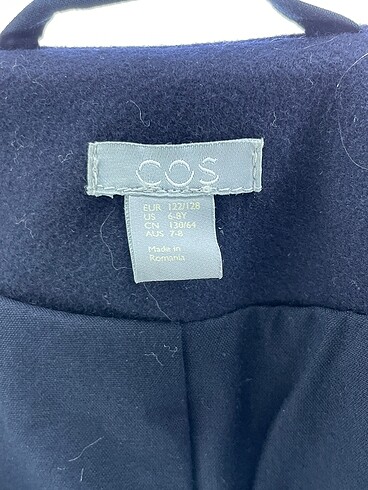 COS
EUR 122/128
US 6-8Y
CN 130/64
AUS 7-8
Made in
Romania